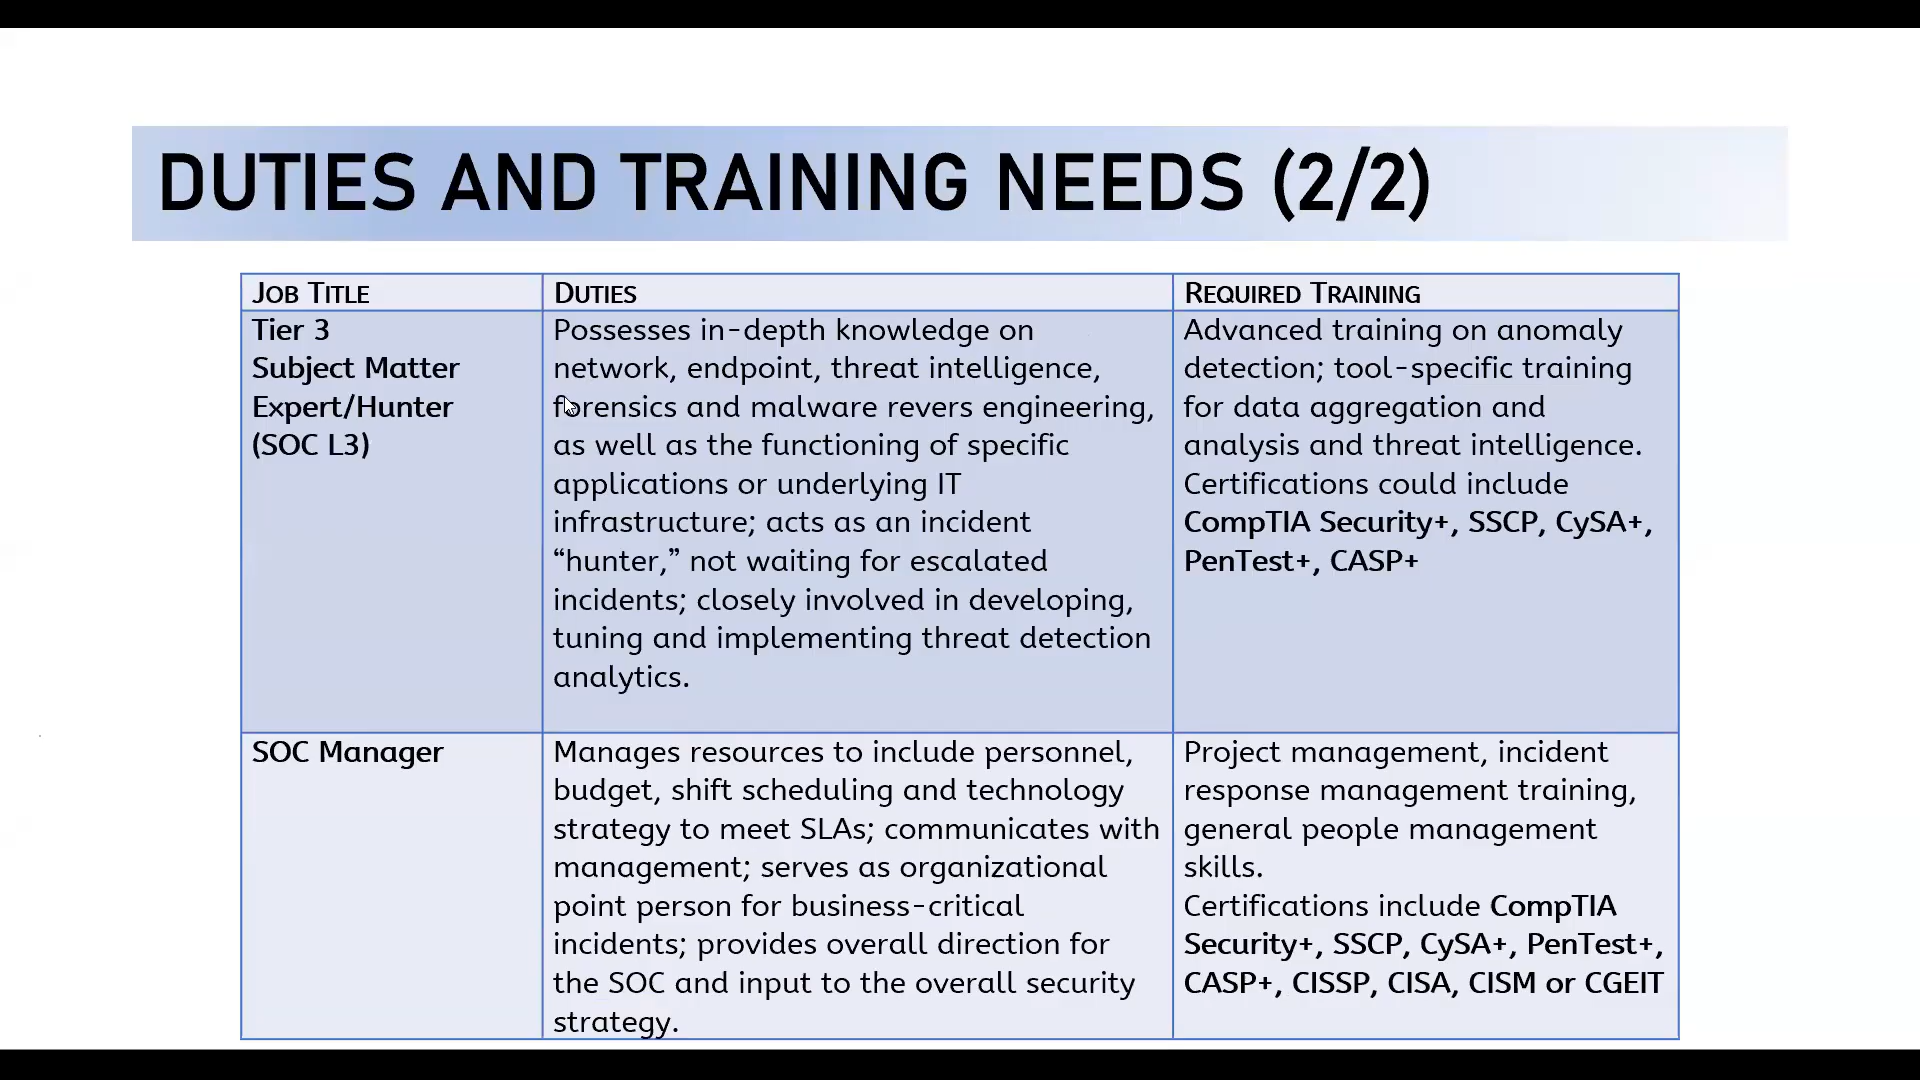 DUTIES AND TRAINING NEEDS (2/2)
JOB TITLE
DUTIES
REQUIRED TRAINING
Tier 3
Subject Matter
Expert/Hunter
(SOC L3)
Possesses in-depth knowledge on
network, endpoint, threat intelligence,
forensics and malware revers engineering,
as well as the functioning of specific
applications or underlying IT
infrastructure; acts as an incident
“hunter,” not waiting for escalated
incidents; closely involved in developing,
tuning and implementing threat detection
analytics.
Advanced training on anomaly
detection; tool-specific training
for data aggregation and
analysis and threat intelligence.
Certifications could include
CompTIA Security+, SSCP, CySA+,
PenTest+, CASP+
SOC Manager
Manages resources to include personnel,
budget, shift scheduling and technology
strategy to meet SLAs; communicates with
management; serves as organizational
point person for business-critical
incidents; provides overall direction for
the SOC and input to the overall security
strategy.
Project management, incident
response management training,
general people management
skills.
Certifications include CompTIA
Security+, SSCP, CySA+, PenTest+,
CASP+, CISSP, CISA, CISM or CGEIT